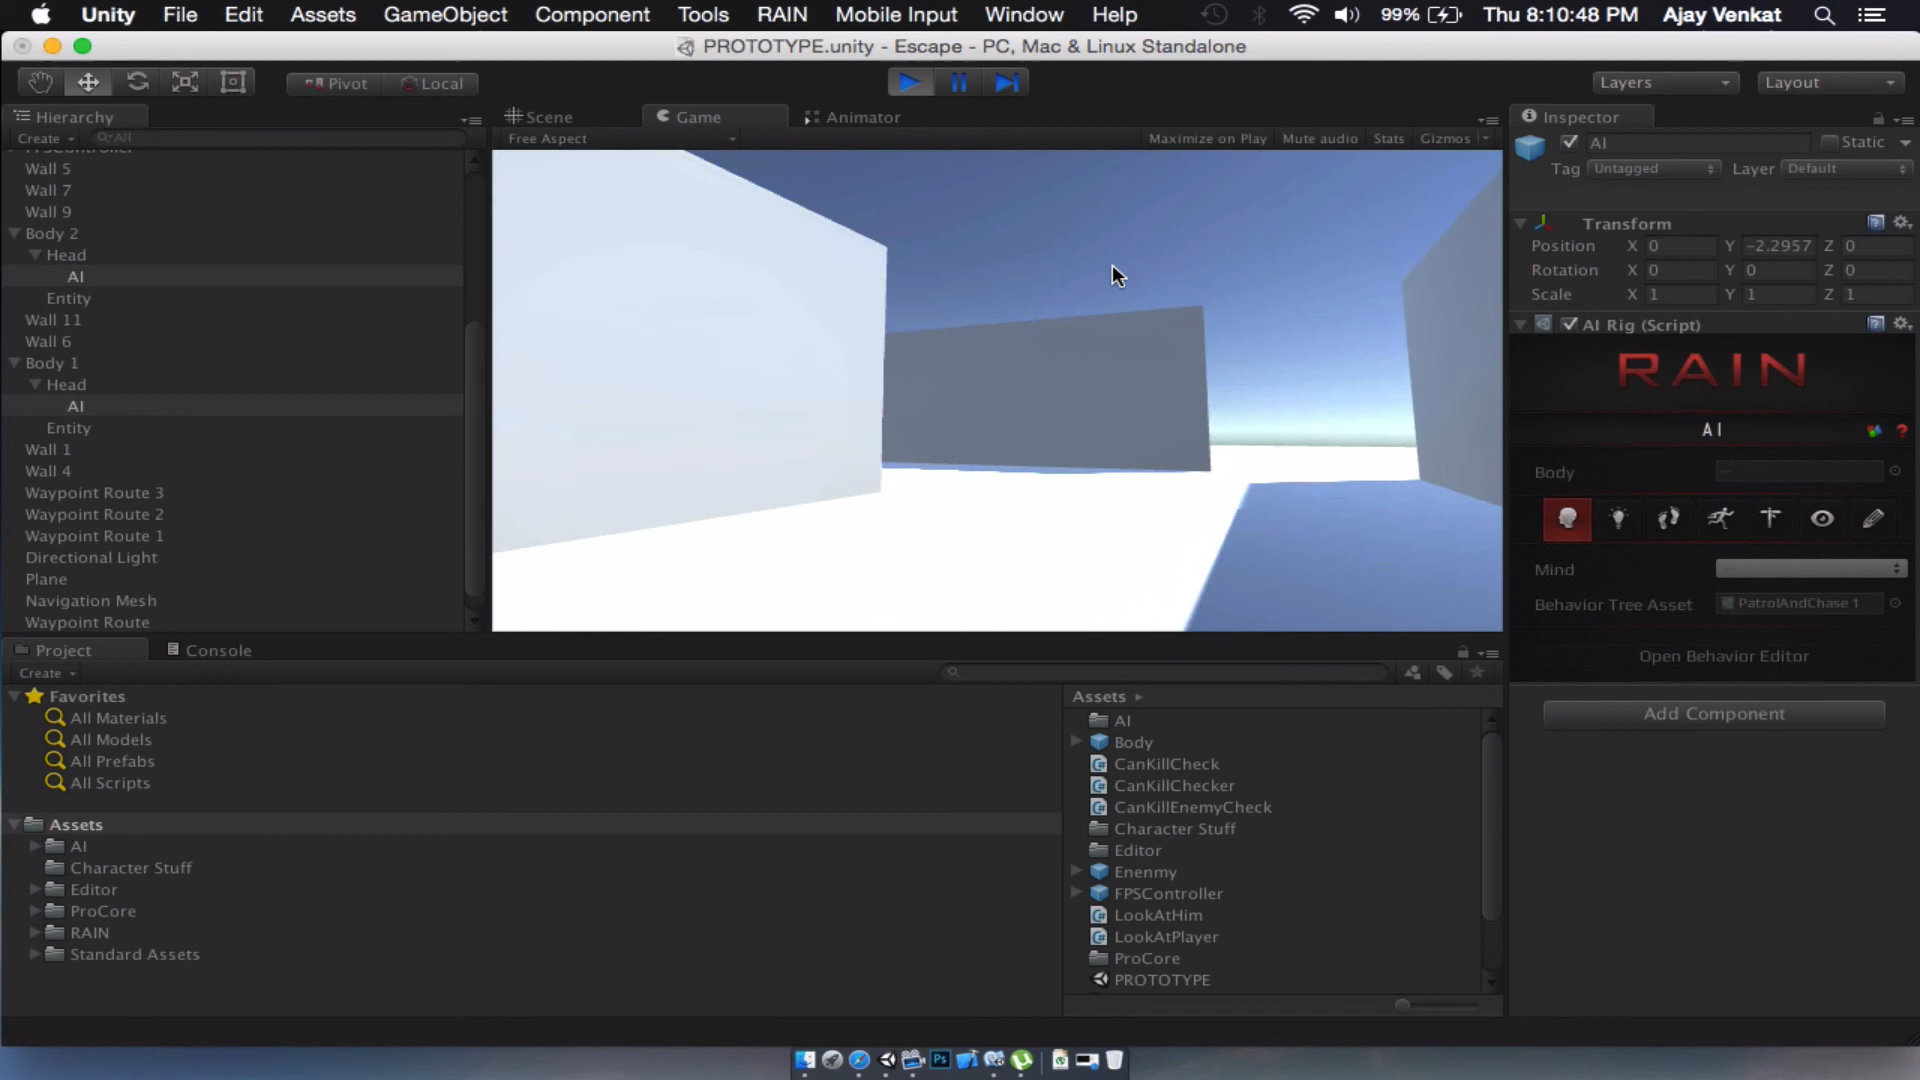 Unity File Edit Assets GameObject Component Tools RAIN Mobile Input Window Help 99% Thu 8:10:48 PM Ajay Venkat
PROTOTYPE.unity - Escape - PC, Mac & Linux Standalone
Pivot Local Layers Layout
Hierarchy Scene Game Animator Inspector
Create All Free Aspect Maximize on Play Mute audio Stats Gizmos AI Static
FPSController
Tag Untagged Layer Default
Wall 5
Wall 7
Wall 9
Body 2
Head
AI
Entity
Wall 11
Wall 6
Body 1
Head
AI
Entity
Wall 1
Wall 4
Waypoint Route 3
Waypoint Route 2
Waypoint Route 1
Directional Light
Plane
Navigation Mesh
Waypoint Route
Transform
Position X 0 Y -2.2957 Z 0
Rotation X 0 Y 0 Z 0
Scale X 1 Y 1 Z 1
AI Rig (Script)
RAIN
AI ?
Body
Mind
Behavior Tree Asset PatrolAndChase 1
Open Behavior Editor
Add Component
Project Console
Create
Favorites
All Materials
All Models
All Prefabs
All Scripts
Assets
AI
Character Stuff
Editor
ProCore
RAIN
Standard Assets
Assets
AI
Body
CanKillCheck
CanKillChecker
CanKillEnemyCheck
Character Stuff
Editor
Enenmy
FPSController
LookAtHim
LookAtPlayer
ProCore
PROTOTYPE
Ps